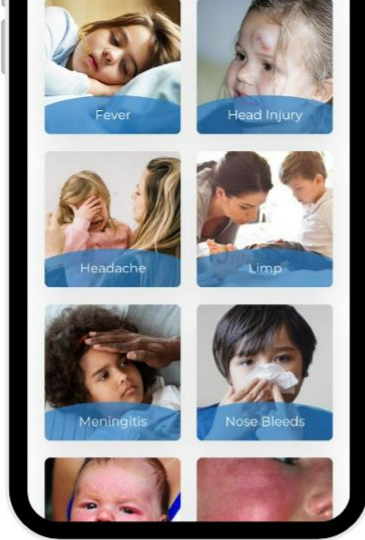 Fever
Head Injury
Headache
Limp
Meningitis
Nose Bleeds